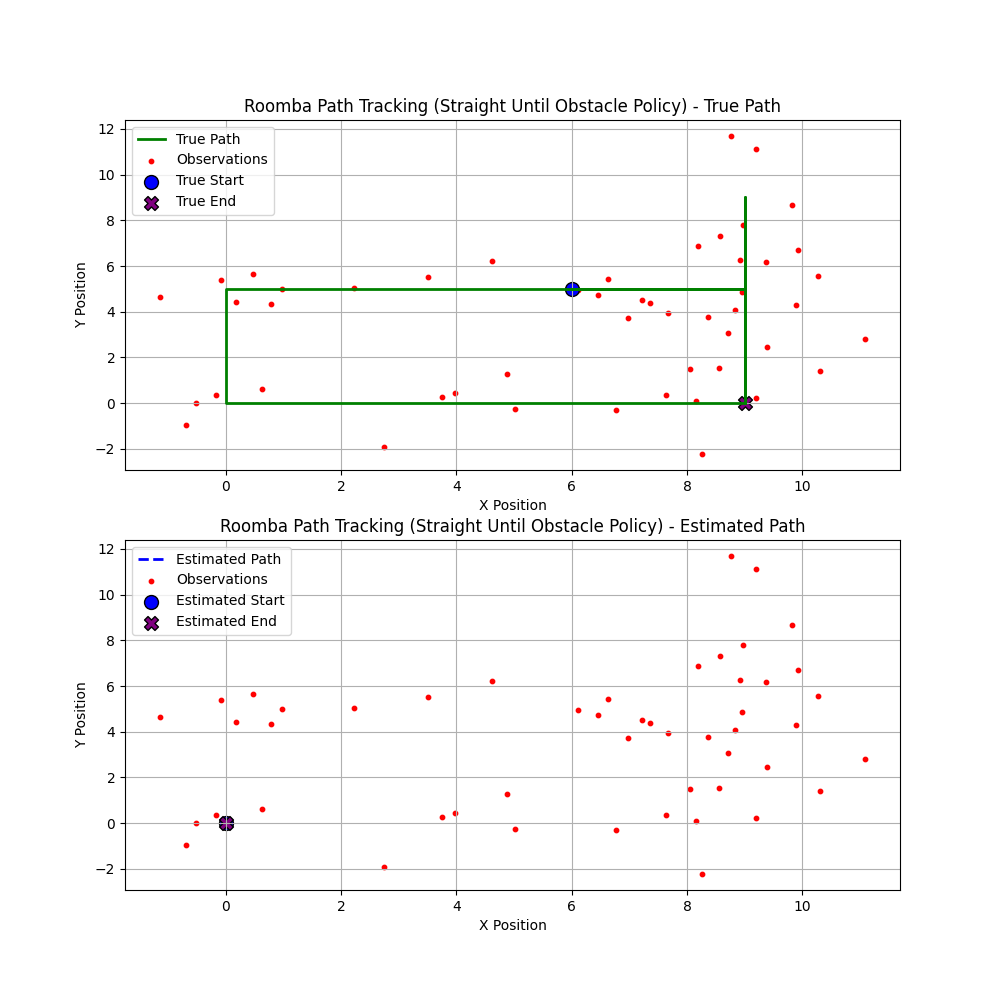 Roomba Path Tracking (Straight Until Obstacle Policy) - True Path
12
10
8
6
4
2
0
−2
Y Position
True Path
Observations
True Start
True End
0 2 4 6 8 10
X Position
Roomba Path Tracking (Straight Until Obstacle Policy) - Estimated Path
12
10
8
6
4
2
0
−2
Y Position
Estimated Path
Observations
Estimated Start
Estimated End
0 2 4 6 8 10
X Position